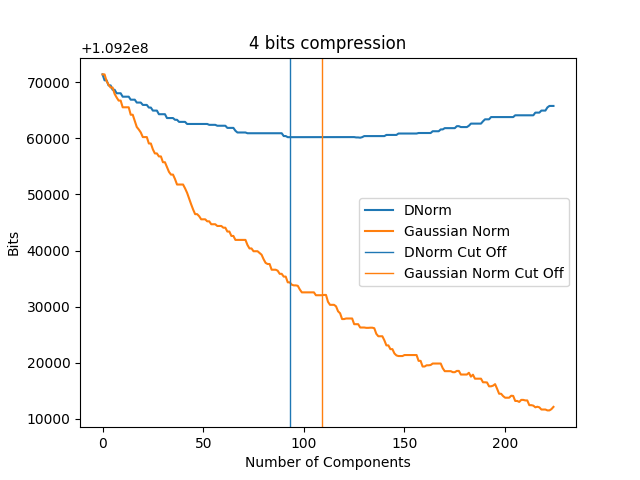 4 bits compression
+1.092e8
70000
60000
50000
40000
30000
20000
10000
Bits
DNorm
Gaussian Norm
DNorm Cut Off
Gaussian Norm Cut Off
0 50 100 150 200
Number of Components